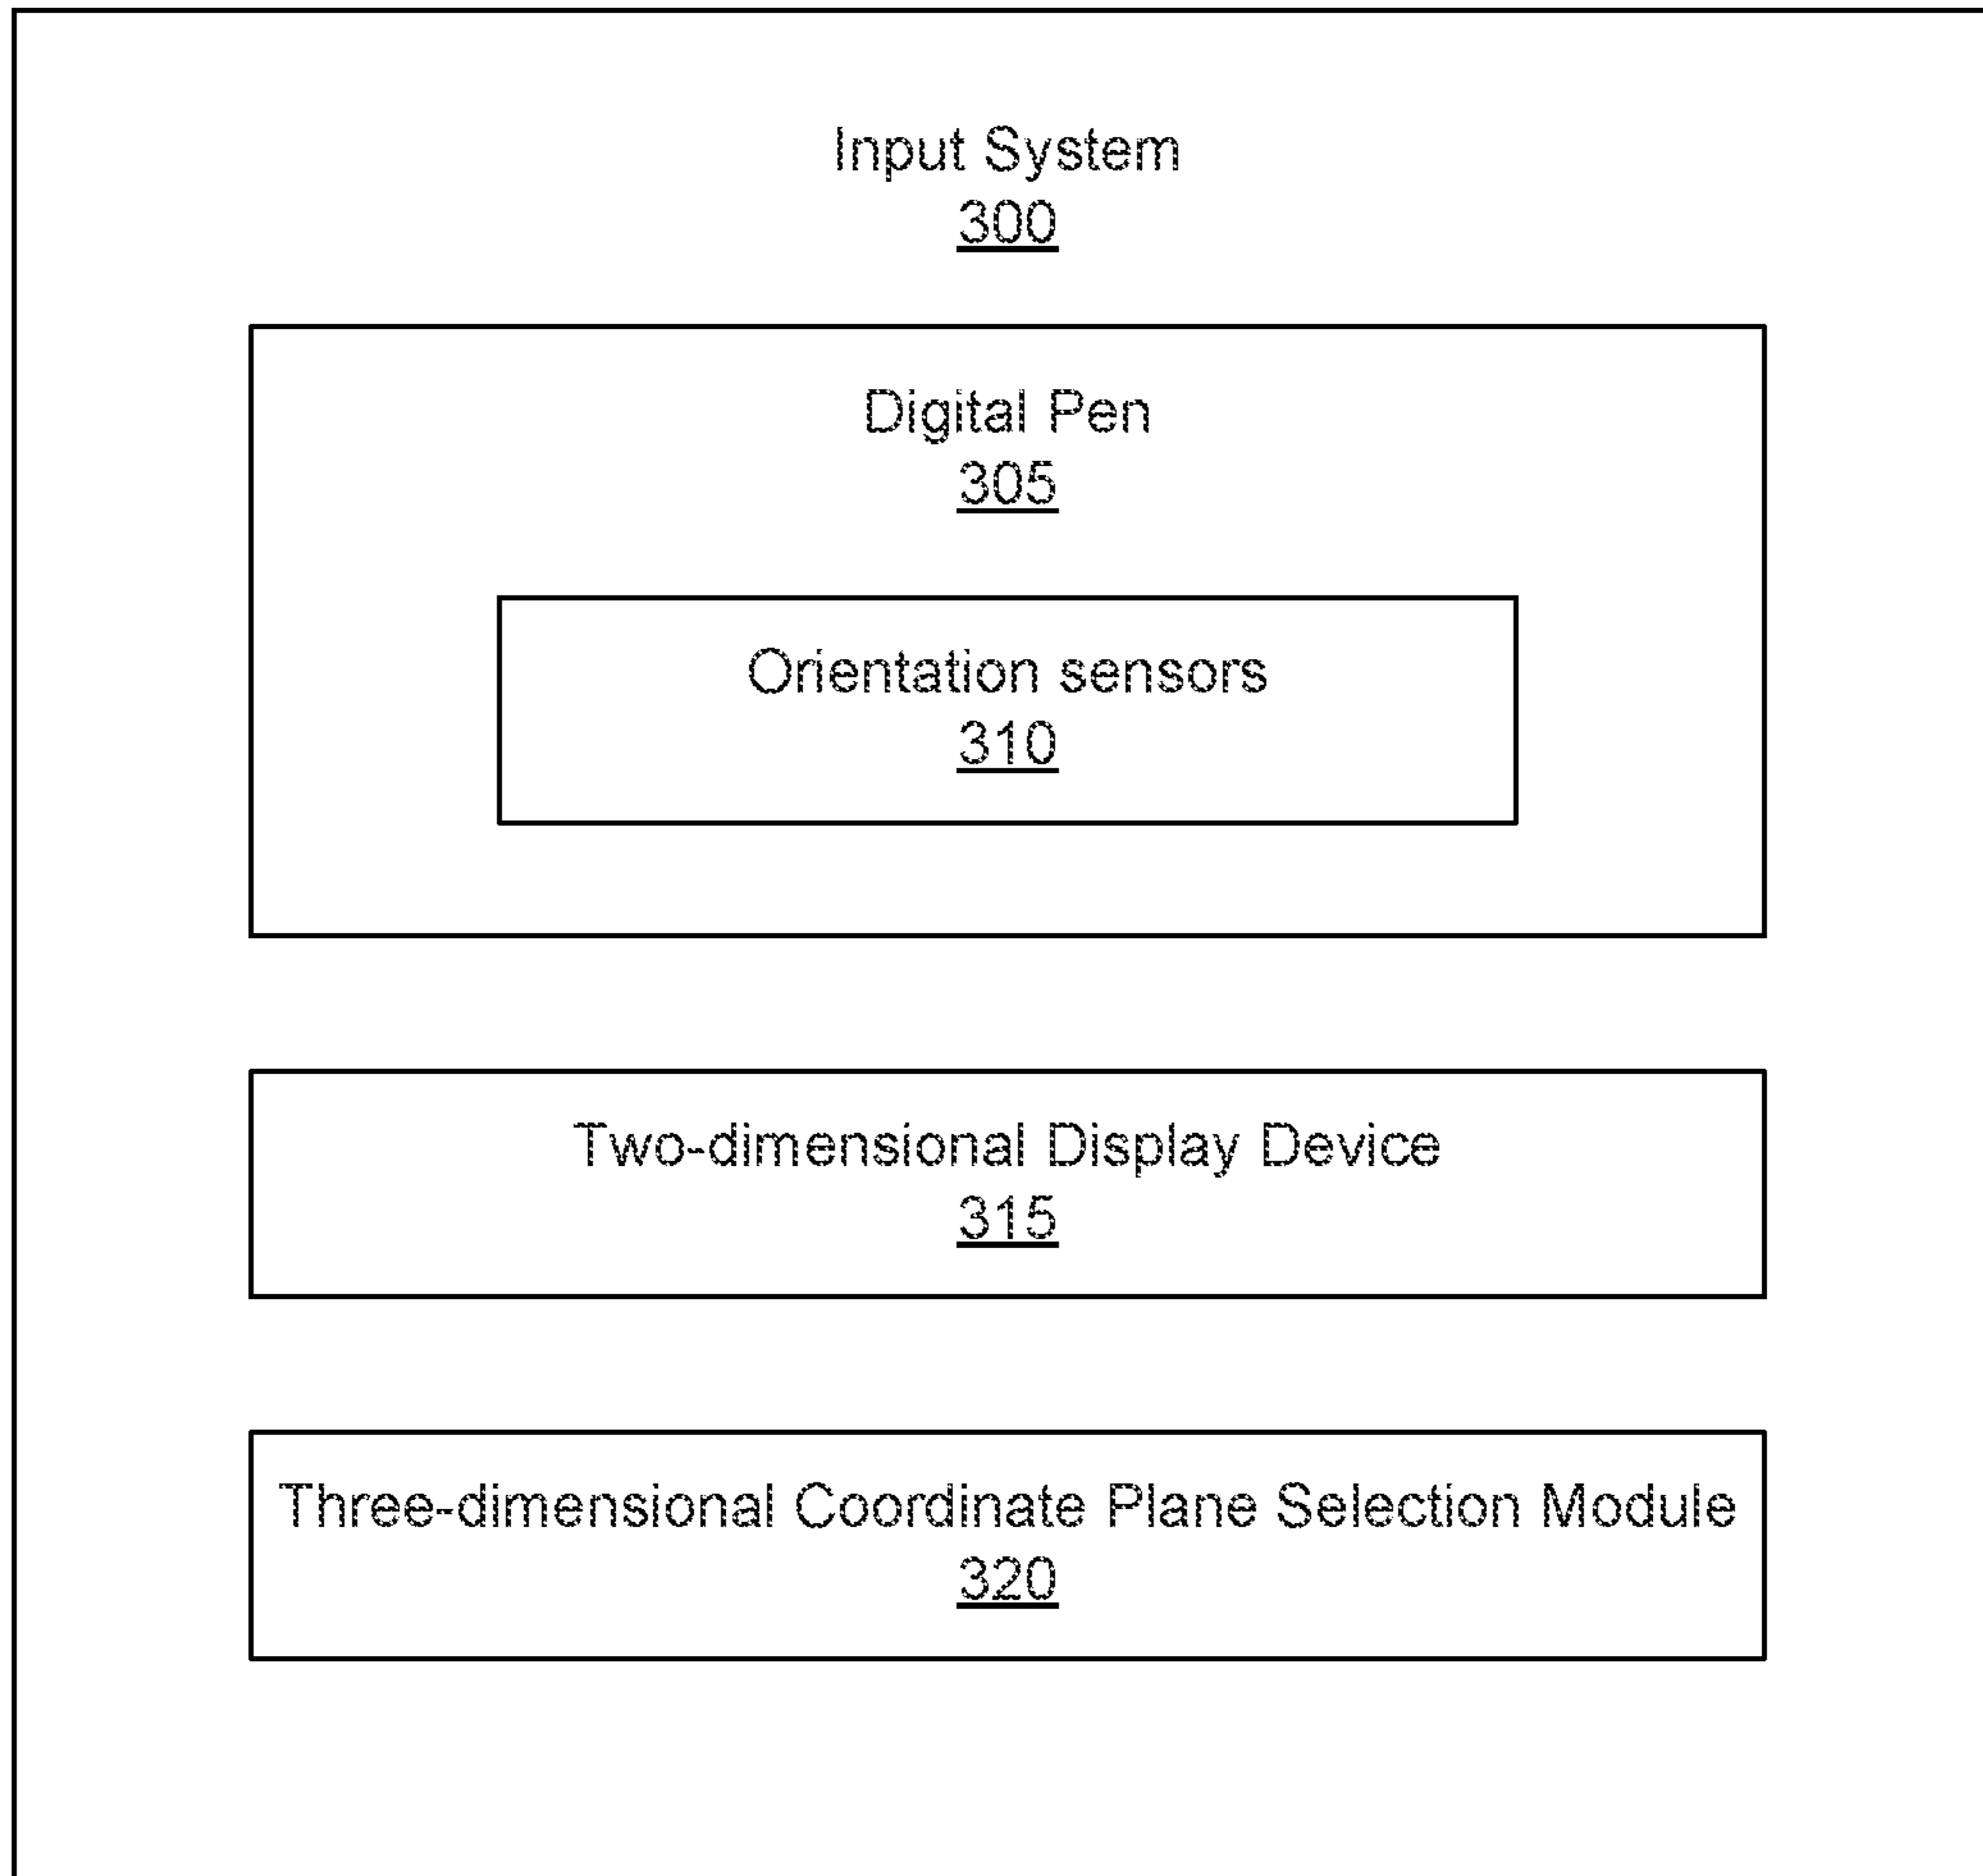 Input System
300
Digital Pen
305
Orientation sensors
310
Two-dimensional Display Device
315
Three-dimensional Coordinate Plane Selection Module
320